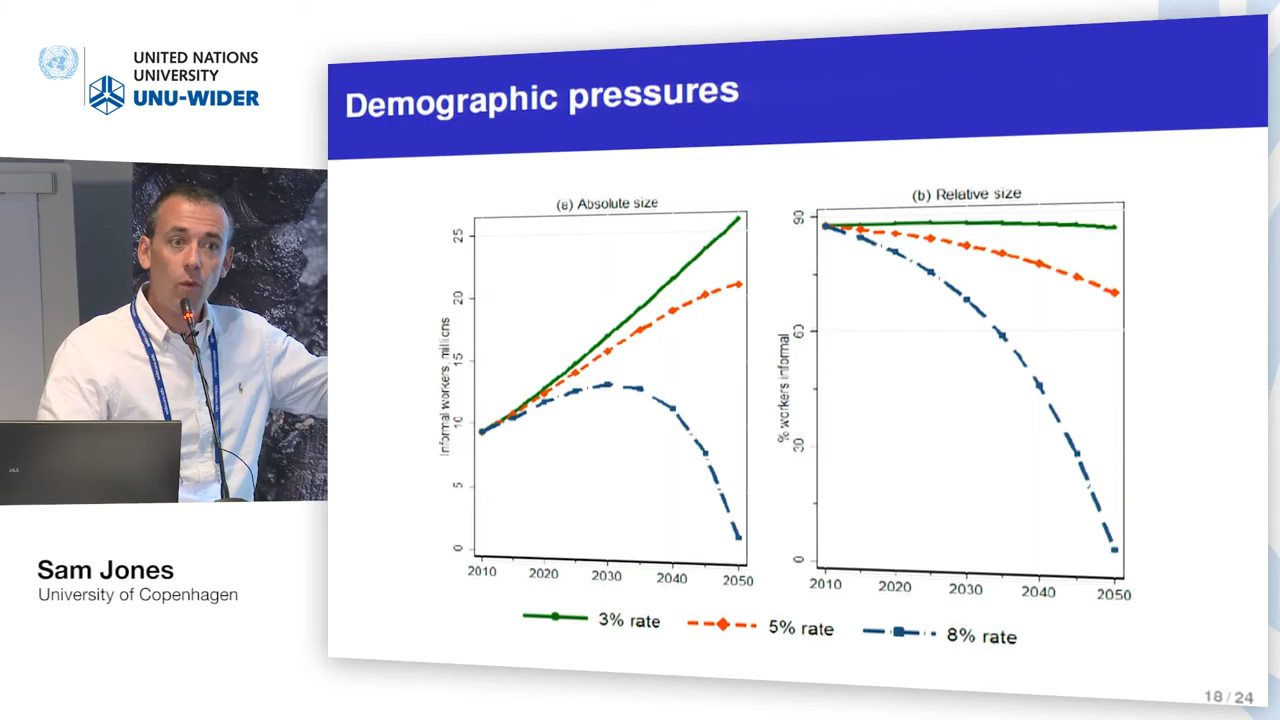 UNITED NATIONS
UNIVERSITY
UNU-WIDER
Demographic pressures
(a) Absolute size
(b) Relative size
Informal workers, millions
25
20
15
10
5
0
2010
2020
2030
2040
2050
% workers informal
90
60
30
0
2010
2020
2030
2040
2050
3% rate
5% rate
8% rate
DELL
Sam Jones
University of Copenhagen
18 / 24